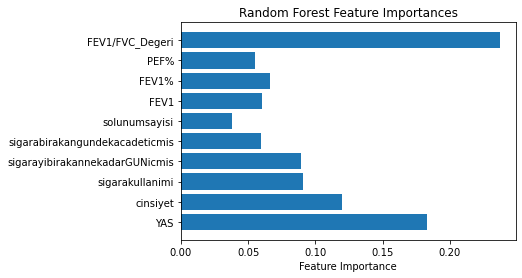 Random Forest Feature Importances
FEV1/FVC_Degeri
PEF%
FEV1%
FEV1
solunumsayisi
sigarabirakangundekacadeticmis
sigarayibirakannekadarGUNicmis
sigarakullanimi
cinsiyet
YAS
0.00 0.05 0.10 0.15 0.20
Feature Importance